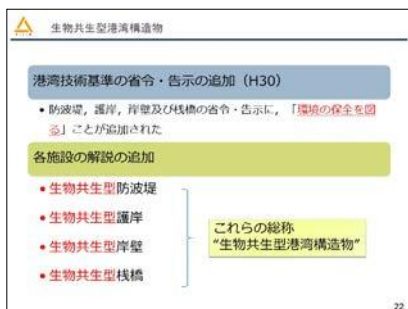 生物共生型港湾構造物
港湾技術基準の省令・告示の追加(H30)
• 防波堤,護岸,岸壁及び桟橋の省令・告示に,「環境の保全を図
る」ことが追加された
各施設の解説の追加
• 生物共生型防波堤
• 生物共生型護岸
• 生物共生型岸壁
• 生物共生型桟橋
これらの総称
“生物共生型港湾構造物”
22